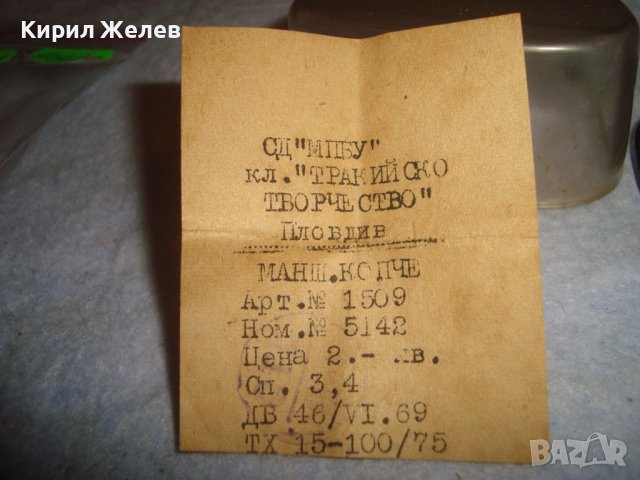 Кирил Желев
СД"МПБУ"
кл."ТРАКИЙСКО
ТВОРЧЕСТВО"
Пловдив
МАНШ.КОПЧЕ
Арт.№ 1509
Ном.№ 5142
Цена 2.- лв.
Сп. 3,4
ДВ 46/VI.69
ТХ 15-100/75
BAZAR